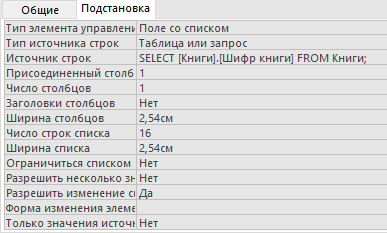 Общие Подстановка
Тип элемента управлен Поле со списком
Тип источника строк Таблица или запрос
Источник строк SELECT [Книги].[Шифр книги] FROM Книги;
Присоединенный столб 1
Число столбцов 1
Заголовки столбцов Нет
Ширина столбцов 2,54см
Число строк списка 16
Ширина списка 2,54см
Ограничиться списком Нет
Разрешить несколько зн Нет
Разрешить изменение сп Да
Форма изменения элеме
Только значения источн Нет